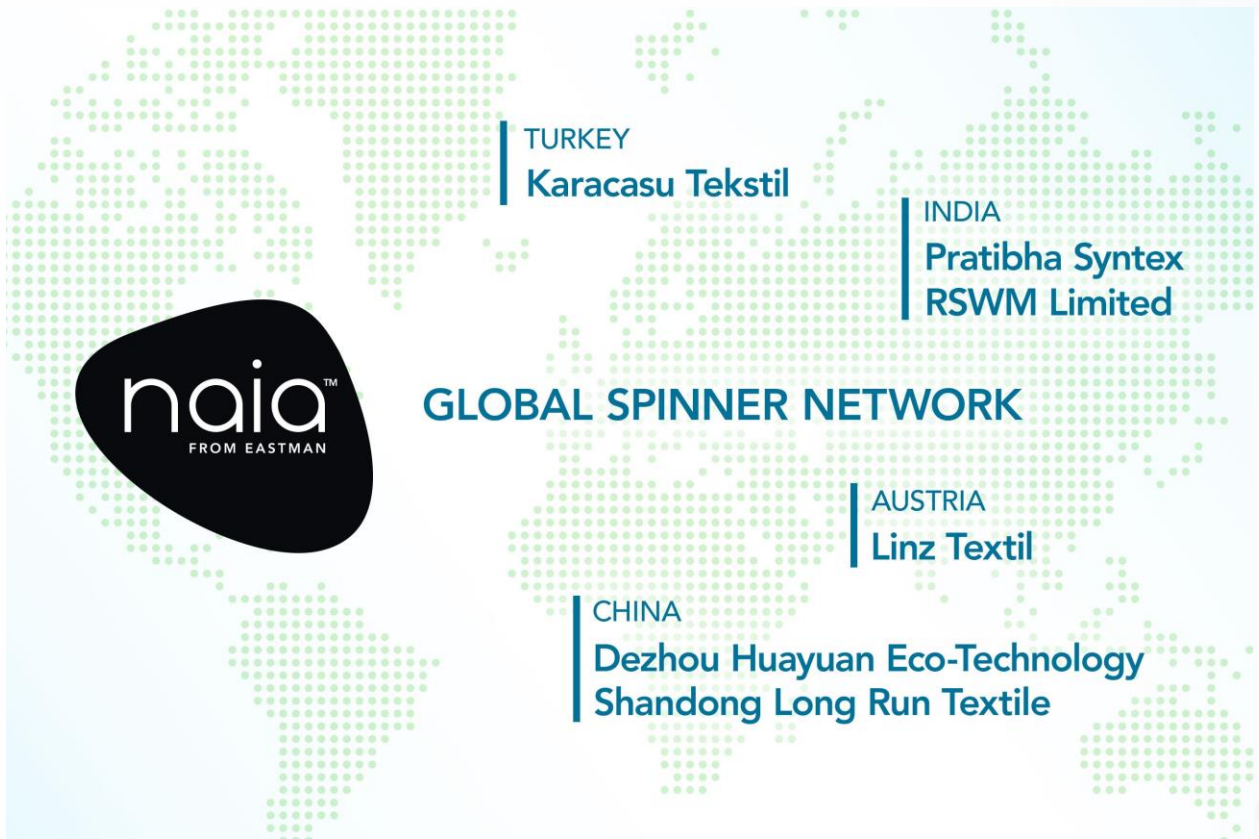 TURKEY
Karacasu Tekstil
INDIA
Pratibha Syntex
RSWM Limited
naia™
FROM EASTMAN
GLOBAL SPINNER NETWORK
AUSTRIA
Linz Textil
CHINA
Dezhou Huayuan Eco-Technology
Shandong Long Run Textile